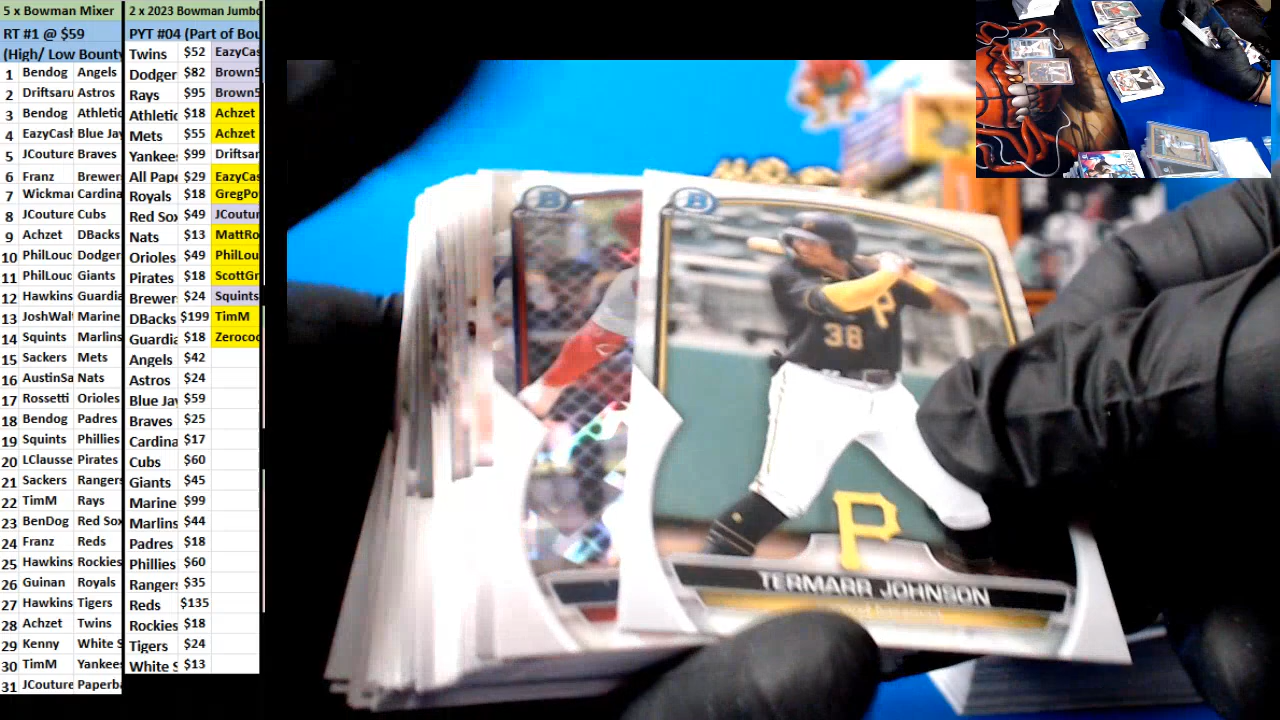 5 x Bowman Mixer
RT #1 @ $59
(High/ Low Bounty
1 Bendog Angels
2 Driftsaru Astros
3 Bendog Athletic
4 EazyCash Blue Jay
5 JCouture Braves
6 Franz Brewer
7 Wickmar Cardina
8 JCouture Cubs
9 Achzet DBacks
10 PhilLouc Dodger
11 PhilLouc Giants
12 Hawkins Guardia
13 JoshWal Marine
14 Squints Marlins
15 Sackers Mets
16 AustinSa Nats
17 Rossetti Orioles
18 Bendog Padres
19 Squints Phillies
20 LClausse Pirates
21 Sackers Rangers
22 TimM Rays
23 BenDog Red Sox
24 Franz Reds
25 Hawkins Rockies
26 Guinan Royals
27 Hawkins Tigers
28 Achzet Twins
29 Kenny White S
30 TimM Yankee
31 JCouture Paperb
2 x 2023 Bowman Jumbo
PYT #04 (Part of Bou
Twins $52 EazyCas
Dodger $82 Brown5
Rays $95 Brown5
Athletic $18 Achzet
Mets $55 Achzet
Yankee $99 Driftsar
All Pape $29 EazyCas
Royals $18 GregPo
Red Sox $49 JCoutur
Nats $13 MattRo
Orioles $49 PhilLou
Pirates $18 ScottGr
Brewer $24 Squints
DBacks $199 TimM
Guardia $18 Zeroco
Angels $42
Astros $24
Blue Jay $59
Braves $25
Cardina $17
Cubs $60
Giants $45
Marine $99
Marlins $44
Padres $18
Phillies $60
Ranger $35
Reds $135
Rockies $18
Tigers $24
White S $13
B
B
P
38
P
TERMARR JOHNSON